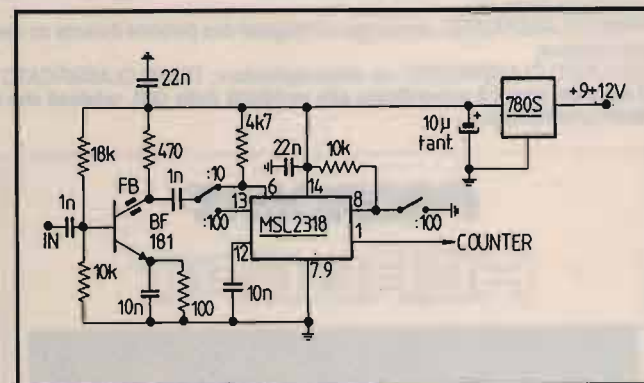 22n
780S
+9÷12V
18k
470
4k7
10µ
tant.
+
22n
10k
1n
:10
FB
1n
6
14
IN
BF
181
13
:100
MSL2318
8
:100
1
COUNTER
12
7.9
10k
10n
100
10n